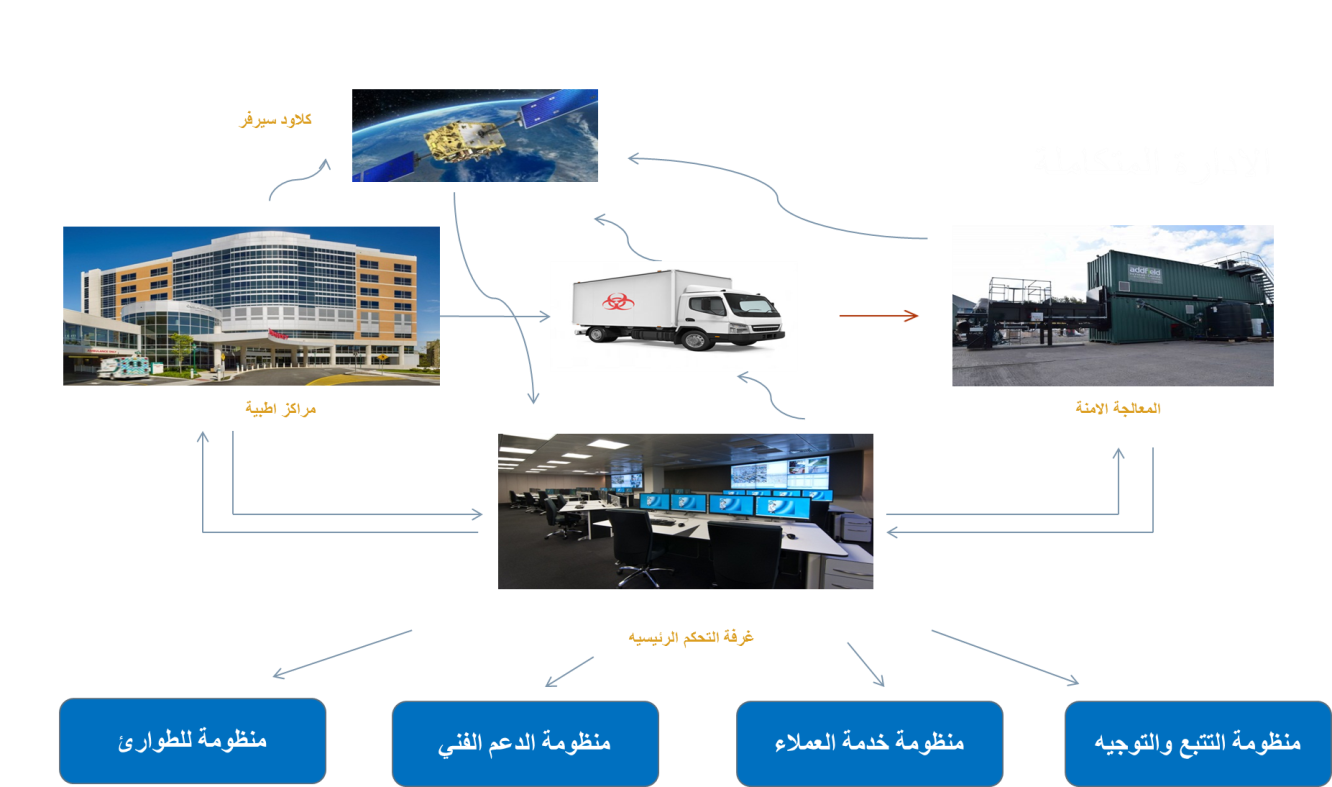 كلاود سيرفر
addfield
مراكز اطبية
المعالجة الامنة
غرفة التحكم الرئيسيه
منظومة للطوارئ
منظومة الدعم الفني
منظومة خدمة العملاء
منظومة التتبع والتوجيه